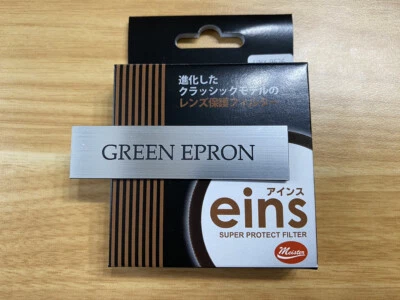 進化した
クラッシックモデルの
レンズ保護フィルター
GREEN EPRON
アインス
eins
SUPER PROTECT FILTER
Meister